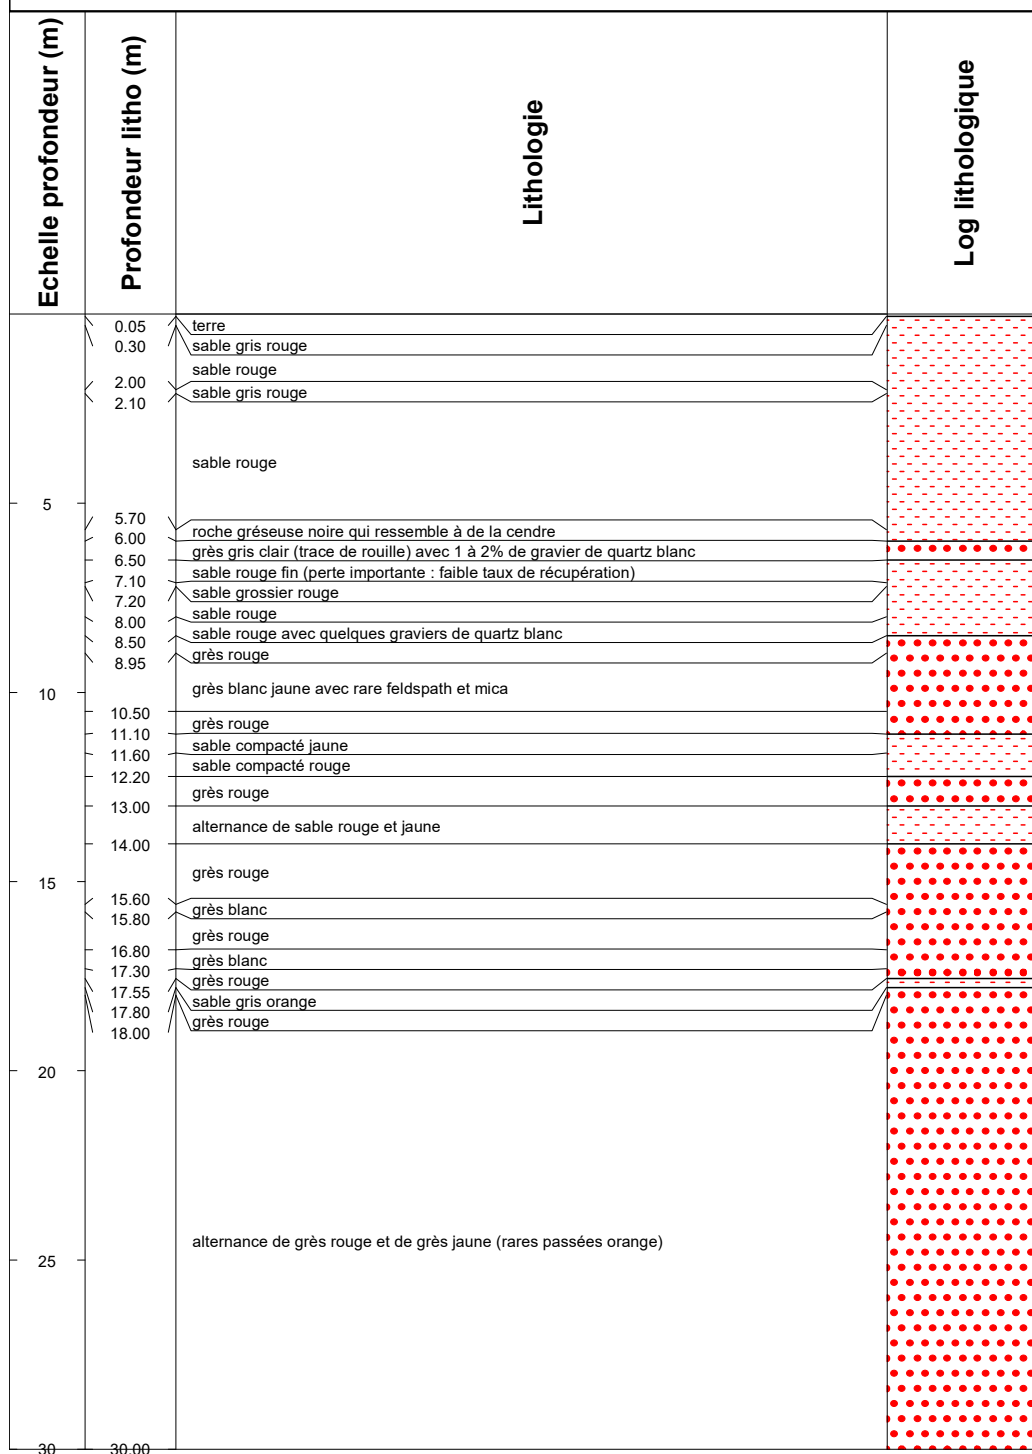 Echelle profondeur (m)
Profondeur litho (m)
Lithologie
Log lithologique
0.05
terre
0.30
sable gris rouge
sable rouge
2.00
sable gris rouge
2.10
sable rouge
5
5.70
roche gréseuse noire qui ressemble à de la cendre
6.00
grès gris clair (trace de rouille) avec 1 à 2% de gravier de quartz blanc
6.50
sable rouge fin (perte importante : faible taux de récupération)
7.10
sable grossier rouge
7.20
sable rouge
8.00
sable rouge avec quelques graviers de quartz blanc
8.50
grès rouge
8.95
grès blanc jaune avec rare feldspath et mica
10
10.50
grès rouge
11.10
sable compacté jaune
11.60
sable compacté rouge
12.20
grès rouge
13.00
alternance de sable rouge et jaune
14.00
grès rouge
15
15.60
grès blanc
15.80
grès rouge
16.80
grès blanc
17.30
grès rouge
17.55
sable gris orange
17.80
grès rouge
18.00
20
alternance de grès rouge et de grès jaune (rares passées orange)
25
30
30.00